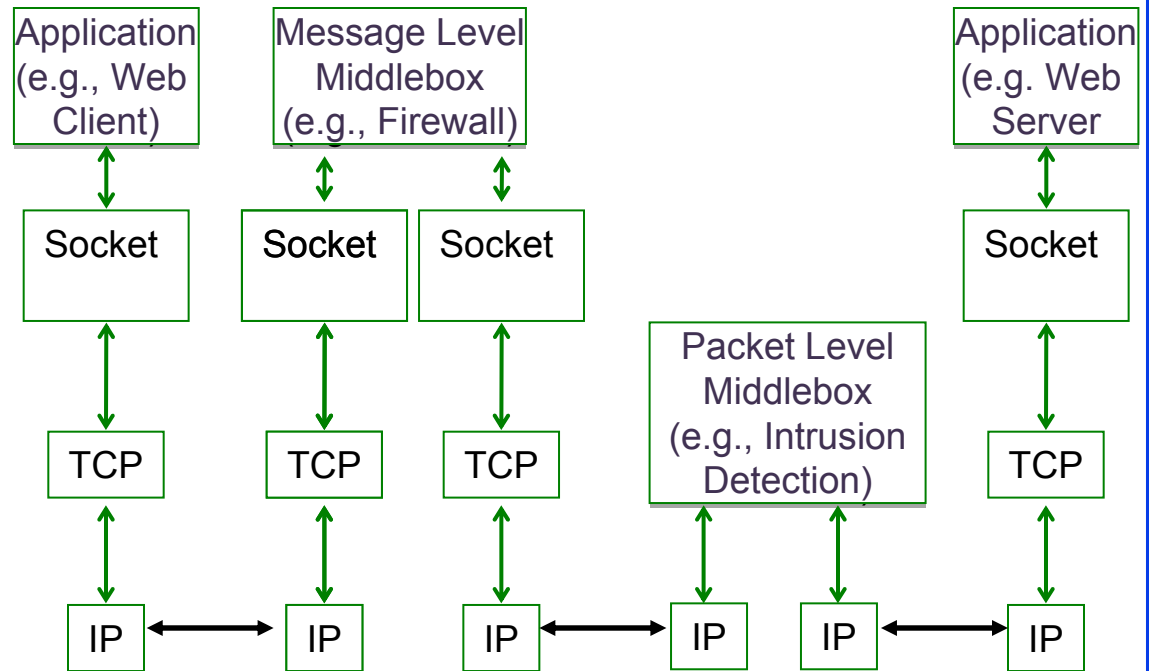 Application
(e.g., Web
Client)
Message Level
Middlebox
(e.g., Firewall)
Application
(e.g. Web
Server
Socket
Socket
Socket
Socket
Packet Level
Middlebox
(e.g., Intrusion
Detection)
TCP
TCP
TCP
TCP
IP
IP
IP
IP
IP
IP